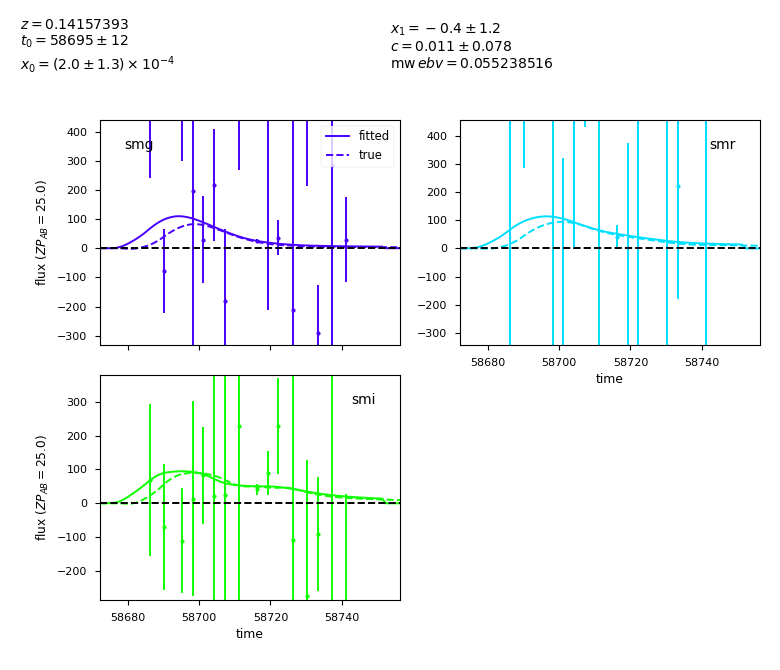 z = 0.14157393
t₀ = 58695 ± 12
x₀ = (2.0 ± 1.3) × 10⁻⁴
x₁ = − 0.4 ± 1.2
c = 0.011 ± 0.078
mw ebv = 0.055238516
smg
fitted
true
400
300
200
100
0
−100
−200
−300
flux (ZP_AB = 25.0)
smr
400
300
200
100
0
−100
−200
−300
58680 58700 58720 58740
time
smi
300
200
100
0
−100
−200
flux (ZP_AB = 25.0)
58680 58700 58720 58740
time